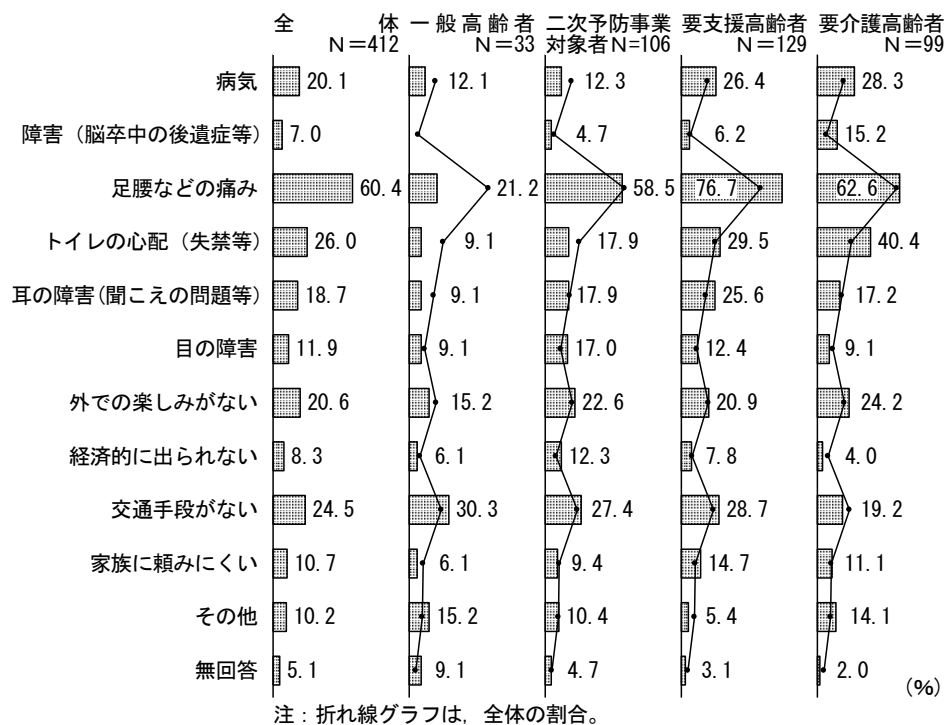 全体 一般高齢者 二次予防事業 要支援高齢者 要介護高齢者
N＝412 N＝33 対象者 N=106 N＝129 N＝99
病気 20.1 12.1 12.3 26.4 28.3
障害（脳卒中の後遺症等） 7.0 4.7 6.2 15.2
足腰などの痛み 60.4 21.2 58.5 76.7 62.6
トイレの心配（失禁等） 26.0 9.1 17.9 29.5 40.4
耳の障害(聞こえの問題等) 18.7 9.1 17.9 25.6 17.2
目の障害 11.9 9.1 17.0 12.4 9.1
外での楽しみがない 20.6 15.2 22.6 20.9 24.2
経済的に出られない 8.3 6.1 12.3 7.8 4.0
交通手段がない 24.5 30.3 27.4 28.7 19.2
家族に頼みにくい 10.7 6.1 9.4 14.7 11.1
その他 10.2 15.2 10.4 5.4 14.1
無回答 5.1 9.1 4.7 3.1 2.0
(%)
注：折れ線グラフは，全体の割合。